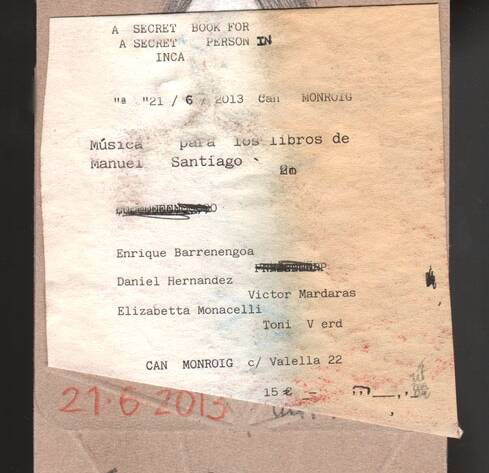 A SECRET BOOK FOR
A SECRET PERSON IN
INCA
"ª "21 / 6 / 2013 Can MONROIG
Música para los libros de
Manuel Santiago
Enrique Barrenengoa
Daniel Hernandez
Victor Mardaras
Elizabetta Monacelli
Toni Verd
CAN MONROIG c/ Valella 22
15 €
21·6 2013